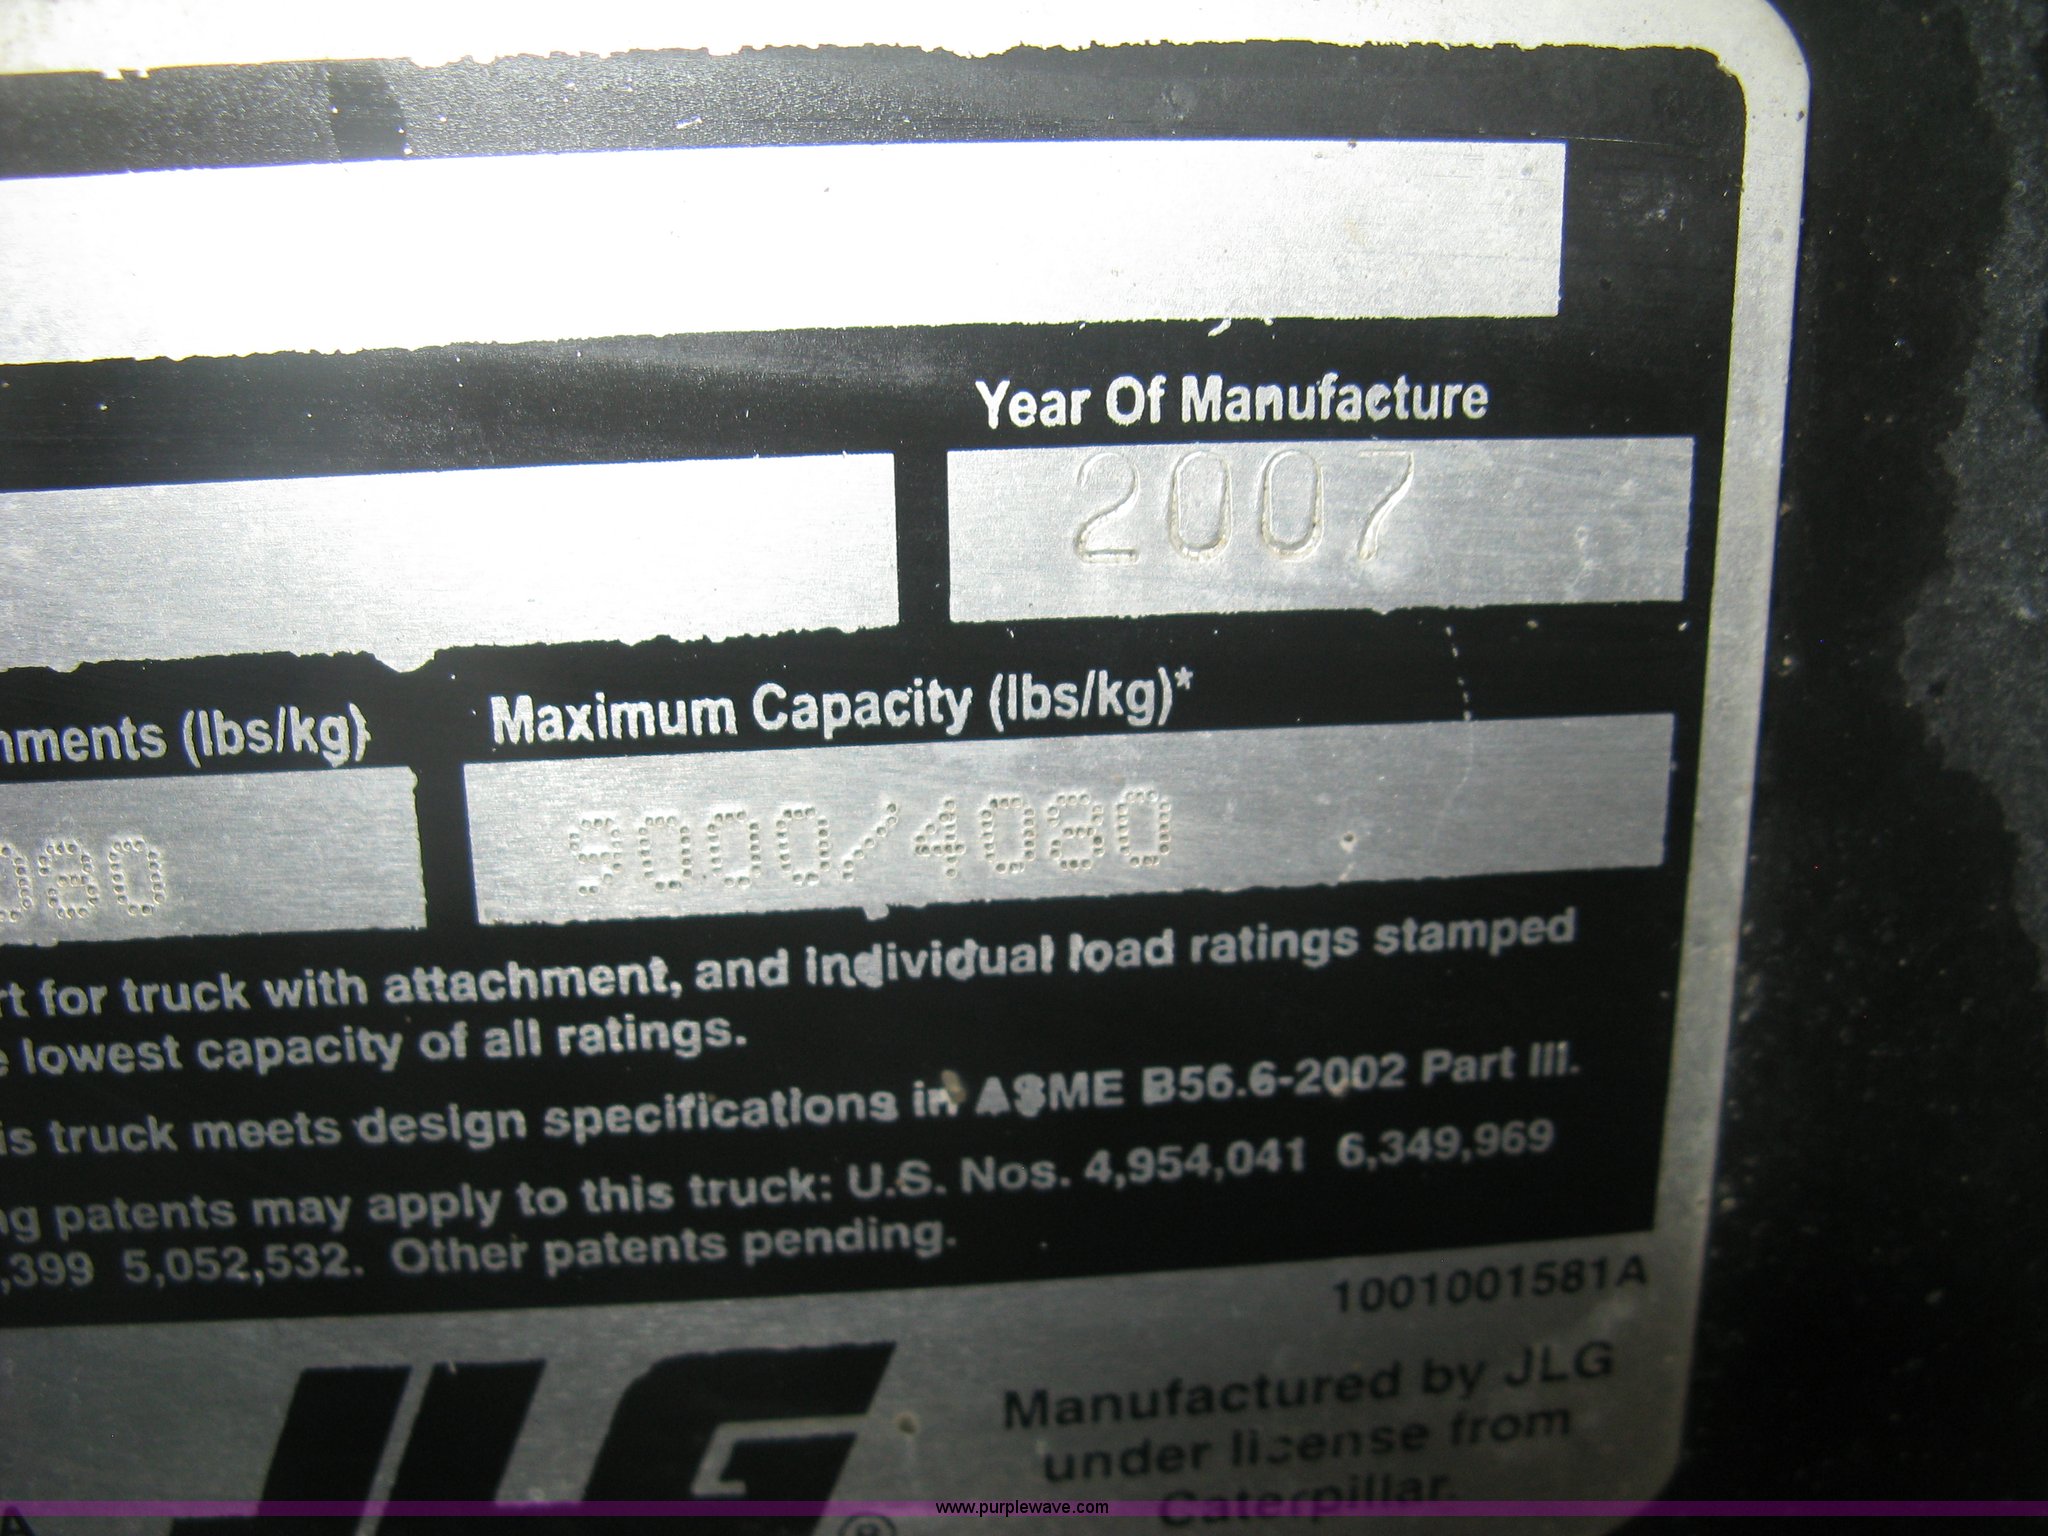 Year Of Manufacture
2007
(lbs/kg)
Maximum Capacity (lbs/kg)*
080
9000/4080
for truck with attachment, and individual load ratings stamped
lowest capacity of all ratings.
is truck meets design specifications in ASME B56.6-2002 Part III.
patents may apply to this truck: U.S. Nos. 4,954,041 6,349,969
,399 5,052,532. Other patents pending.
1001001581A
JLG®
Manufactured by JLG
under license from
Caterpillar.
www.purplewave.com